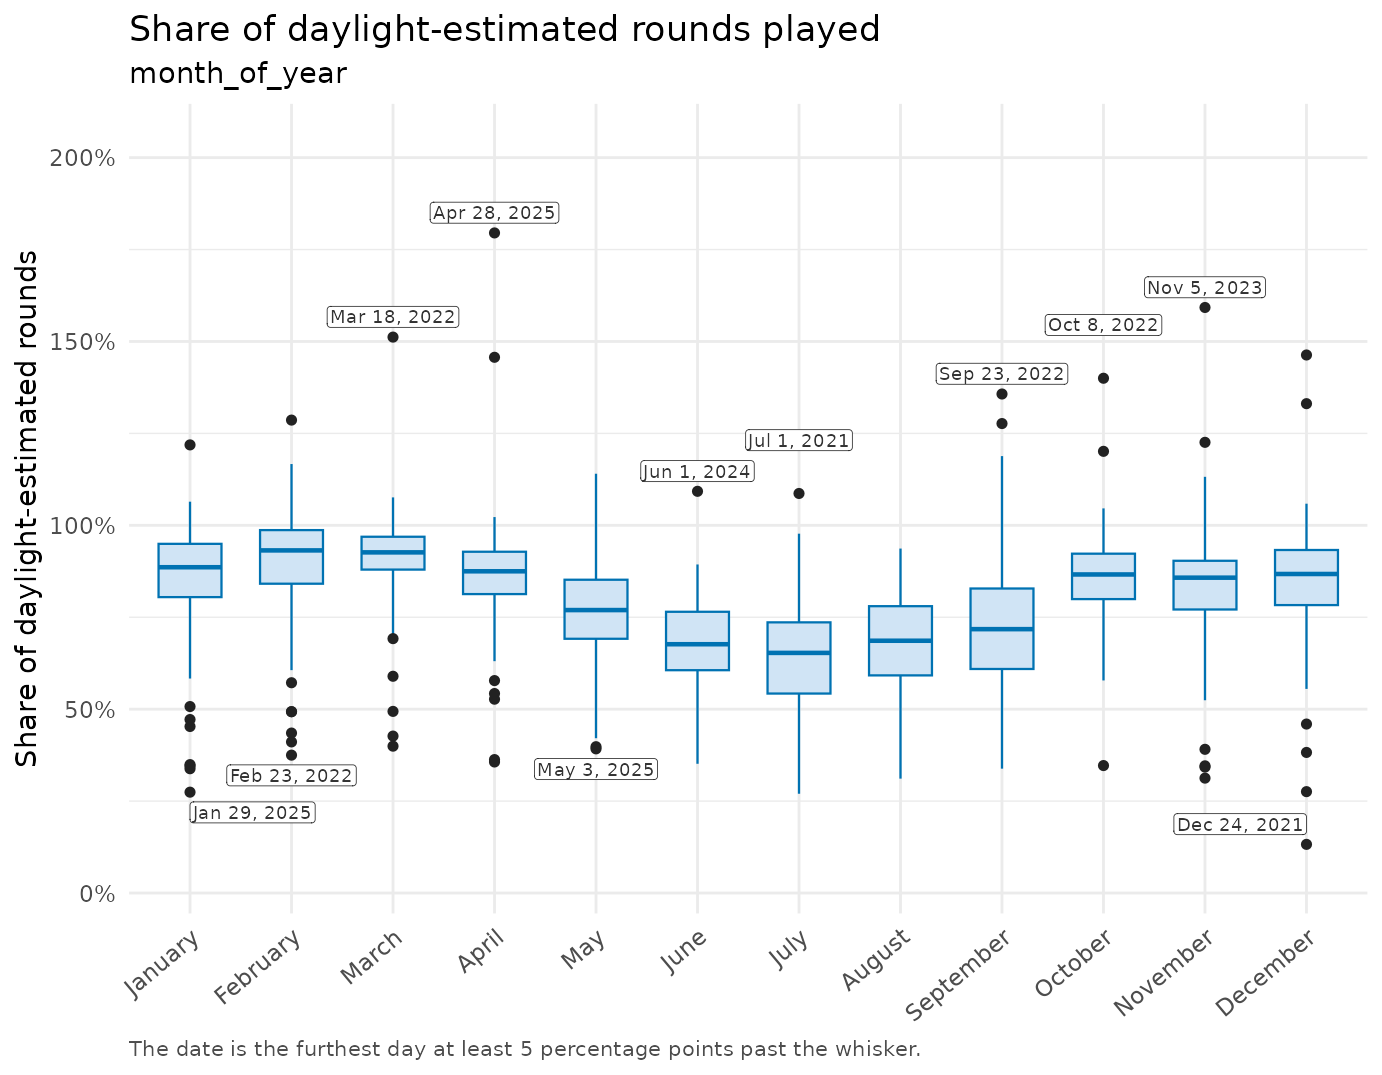 Share of daylight-estimated rounds played
month_of_year
Share of daylight-estimated rounds
200%
150%
100%
50%
0%
Apr 28, 2025
Mar 18, 2022
Nov 5, 2023
Oct 8, 2022
Sep 23, 2022
Jul 1, 2021
Jun 1, 2024
May 3, 2025
Feb 23, 2022
Jan 29, 2025
Dec 24, 2021
January
February
March
April
May
June
July
August
September
October
November
December
The date is the furthest day at least 5 percentage points past the whisker.